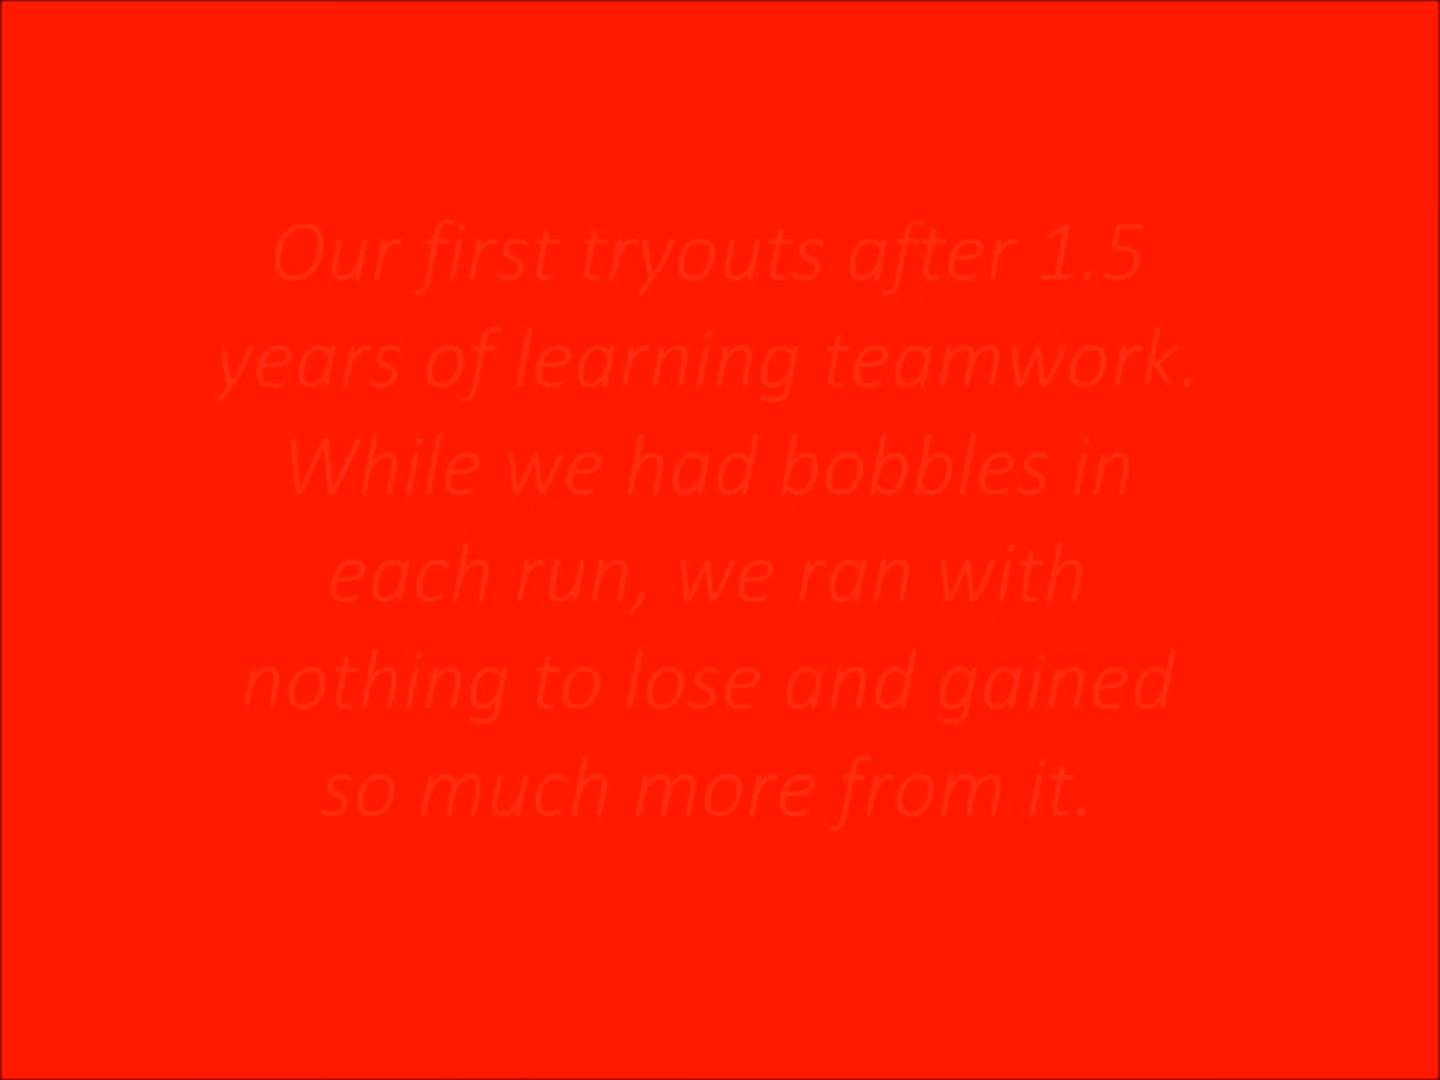 Our first tryouts after 1.5
years of learning teamwork.
While we had bobbles in
each run, we ran with
nothing to lose and gained
so much more from it.